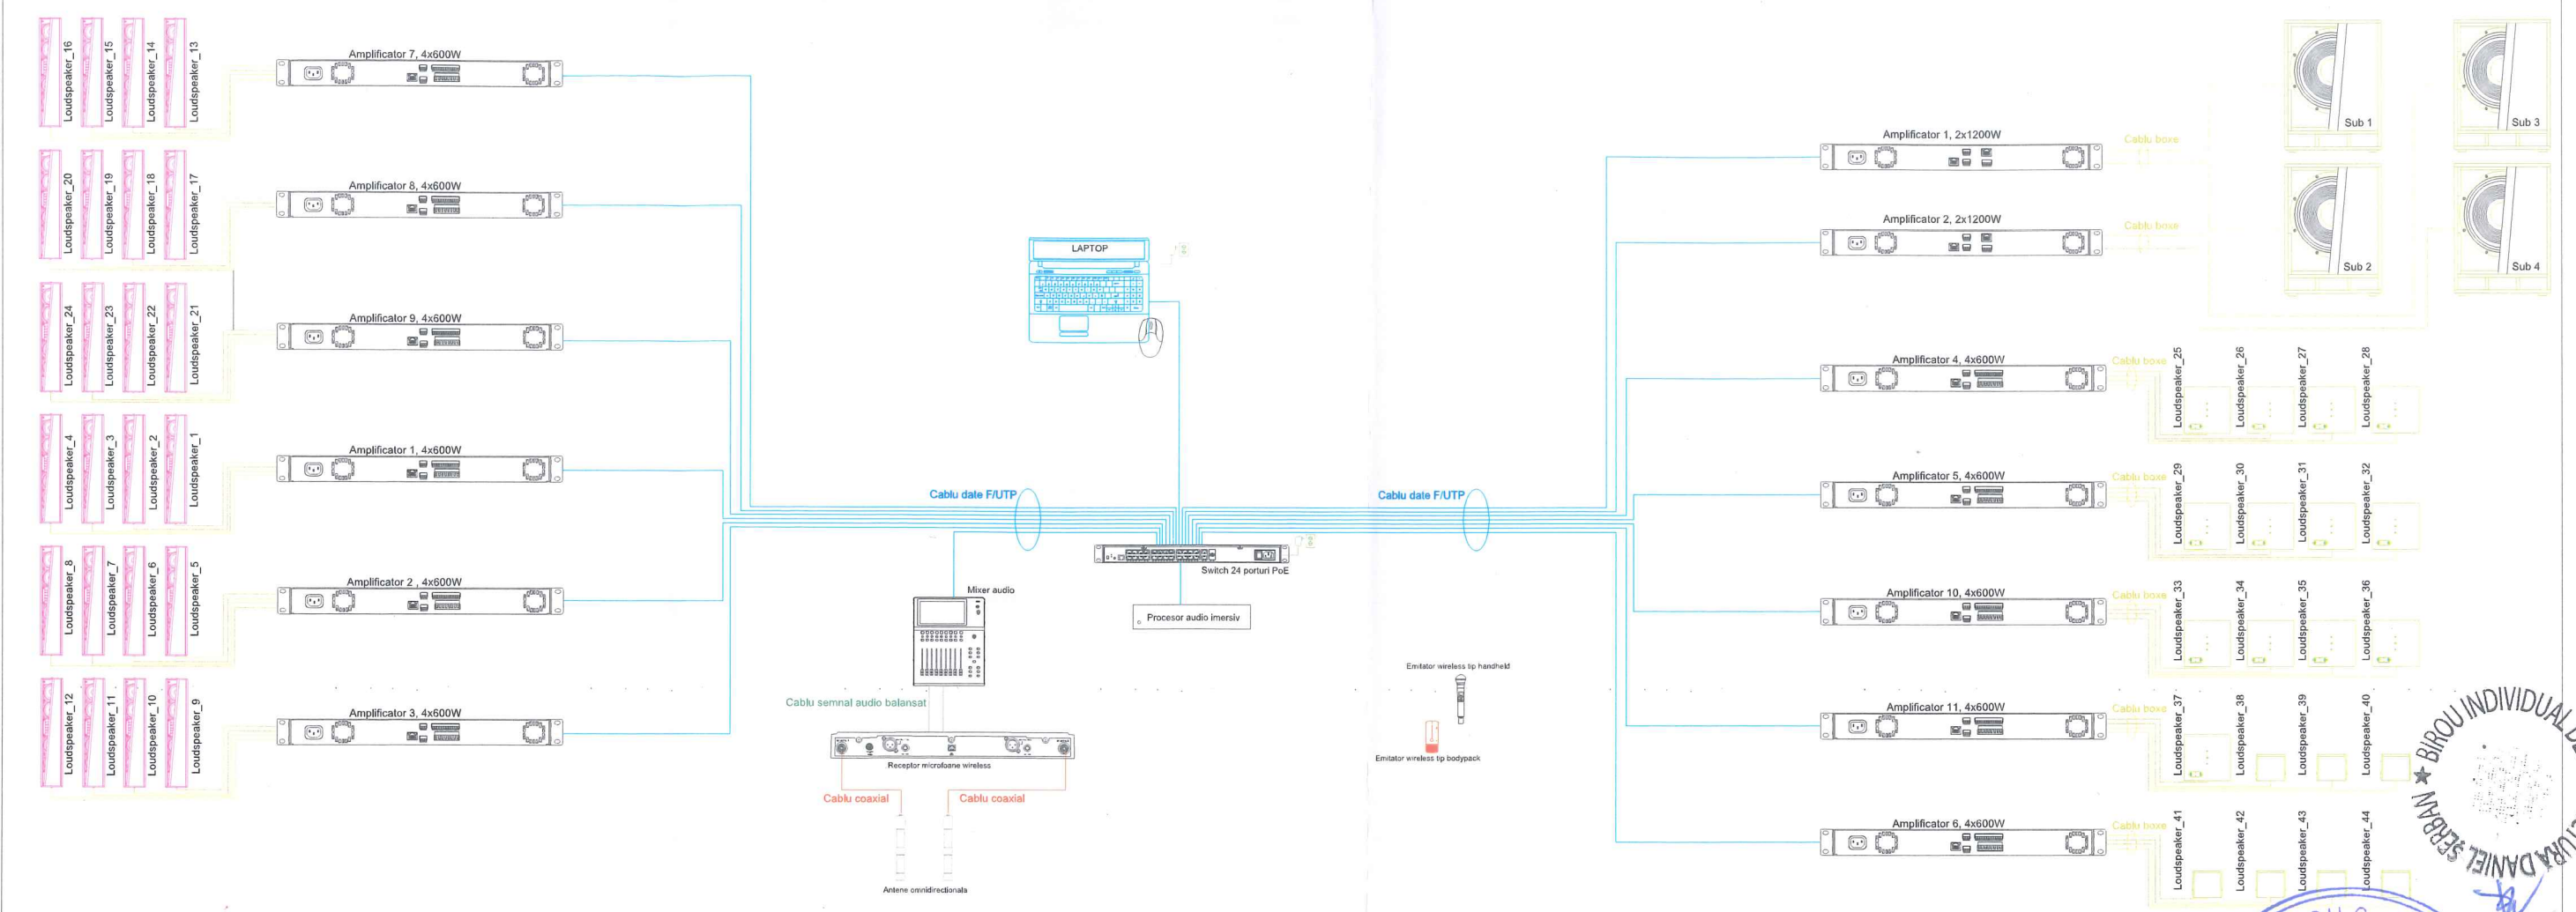 Loudspeaker_16
Loudspeaker_15
Loudspeaker_14
Loudspeaker_13
Amplificator 7, 4x600W
Loudspeaker_20
Loudspeaker_19
Loudspeaker_18
Loudspeaker_17
Amplificator 8, 4x600W
Loudspeaker_24
Loudspeaker_23
Loudspeaker_22
Loudspeaker_21
Amplificator 9, 4x600W
Loudspeaker_4
Loudspeaker_3
Loudspeaker_2
Loudspeaker_1
Amplificator 1, 4x600W
Loudspeaker_8
Loudspeaker_7
Loudspeaker_6
Loudspeaker_5
Amplificator 2 , 4x600W
Loudspeaker_12
Loudspeaker_11
Loudspeaker_10
Loudspeaker_9
Amplificator 3, 4x600W
LAPTOP
Cablu date F/UTP
Cablu date F/UTP
Switch 24 porturi PoE
Mixer audio
Procesor audio imersiv
Cablu semnal audio balansat
Receptor microfoane wireless
Cablu coaxial
Cablu coaxial
Antene omnidirectionala
Emitator wireless tip handheld
Emitator wireless tip bodypack
Amplificator 1, 2x1200W
Cablu boxe
Amplificator 2, 2x1200W
Cablu boxe
Sub 1
Sub 3
Sub 2
Sub 4
Amplificator 4, 4x600W
Cablu boxe
Loudspeaker_25
Loudspeaker_26
Loudspeaker_27
Loudspeaker_28
Amplificator 5, 4x600W
Cablu boxe
Loudspeaker_29
Loudspeaker_30
Loudspeaker_31
Loudspeaker_32
Amplificator 10, 4x600W
Cablu boxe
Loudspeaker_33
Loudspeaker_34
Loudspeaker_35
Loudspeaker_36
Amplificator 11, 4x600W
Cablu boxe
Loudspeaker_37
Loudspeaker_38
Loudspeaker_39
Loudspeaker_40
Amplificator 6, 4x600W
Cablu boxe
Loudspeaker_41
Loudspeaker_42
Loudspeaker_43
Loudspeaker_44
BIROU INDIVIDUAL
DANIEL ȘERBAN